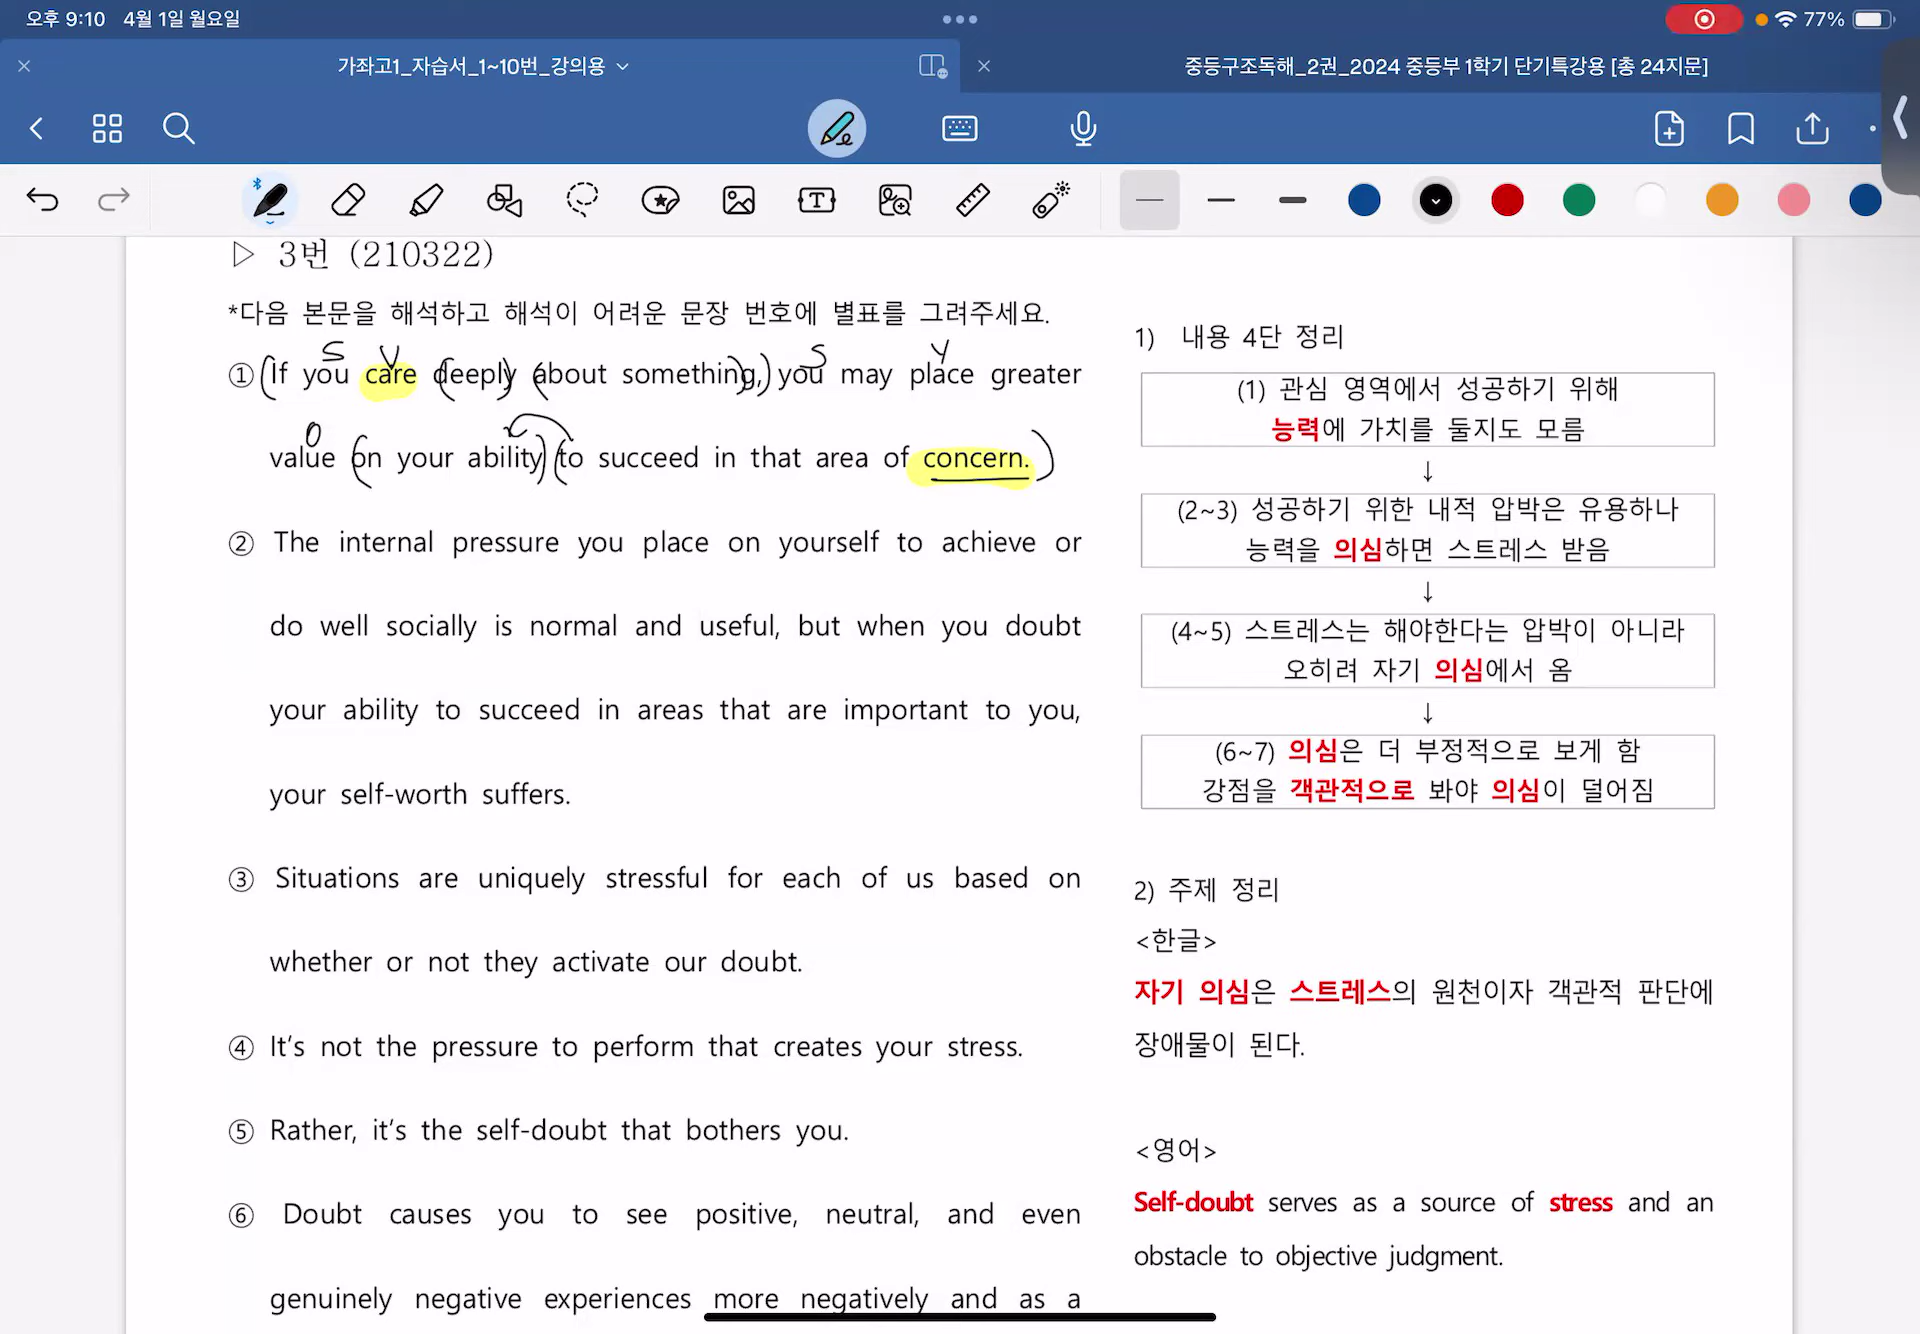 오후 9:10 4월 1일 월요일
77%
가좌고1_자습서_1~10번_강의용
중등구조독해_2권_2024 중등부 1학기 단기특강용 [총 24지문]
▷ 3번 (210322)
*다음 본문을 해석하고 해석이 어려운 문장 번호에 별표를 그려주세요.
S V S V
① (If you care (deeply) (about something,)) you may place greater
O
value (on your ability) (to succeed in that area of concern.)
② The internal pressure you place on yourself to achieve or
do well socially is normal and useful, but when you doubt
your ability to succeed in areas that are important to you,
your self-worth suffers.
③ Situations are uniquely stressful for each of us based on
whether or not they activate our doubt.
④ It's not the pressure to perform that creates your stress.
⑤ Rather, it's the self-doubt that bothers you.
⑥ Doubt causes you to see positive, neutral, and even
genuinely negative experiences more negatively and as a
1) 내용 4단 정리
(1) 관심 영역에서 성공하기 위해
능력에 가치를 둘지도 모름
↓
(2~3) 성공하기 위한 내적 압박은 유용하나
능력을 의심하면 스트레스 받음
↓
(4~5) 스트레스는 해야한다는 압박이 아니라
오히려 자기 의심에서 옴
↓
(6~7) 의심은 더 부정적으로 보게 함
강점을 객관적으로 봐야 의심이 덜어짐
2) 주제 정리
<한글>
자기 의심은 스트레스의 원천이자 객관적 판단에
장애물이 된다.
<영어>
Self-doubt serves as a source of stress and an
obstacle to objective judgment.